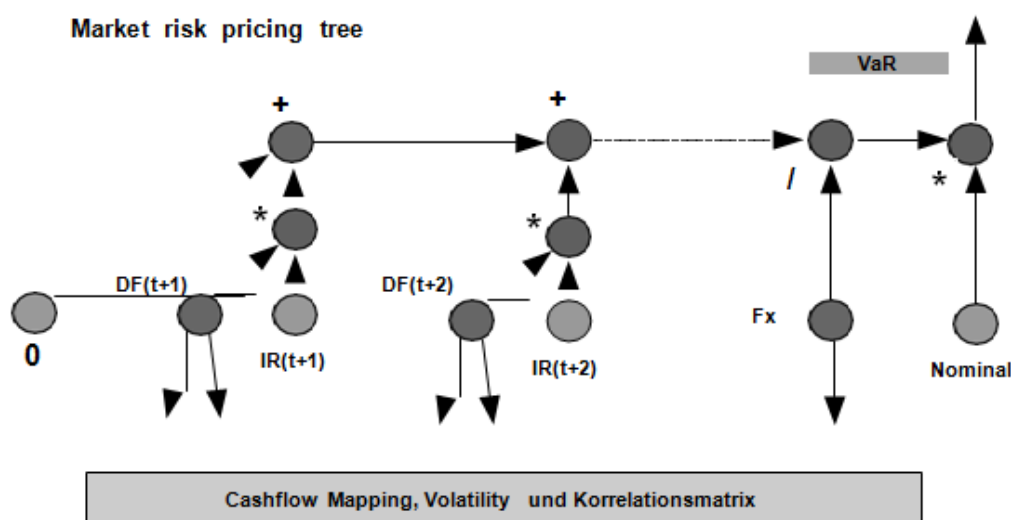 Market risk pricing tree
VaR
+
+
/
*
*
*
DF(t+1)
DF(t+2)
Fx
0
IR(t+1)
IR(t+2)
Nominal
Cashflow Mapping, Volatility und Korrelationsmatrix